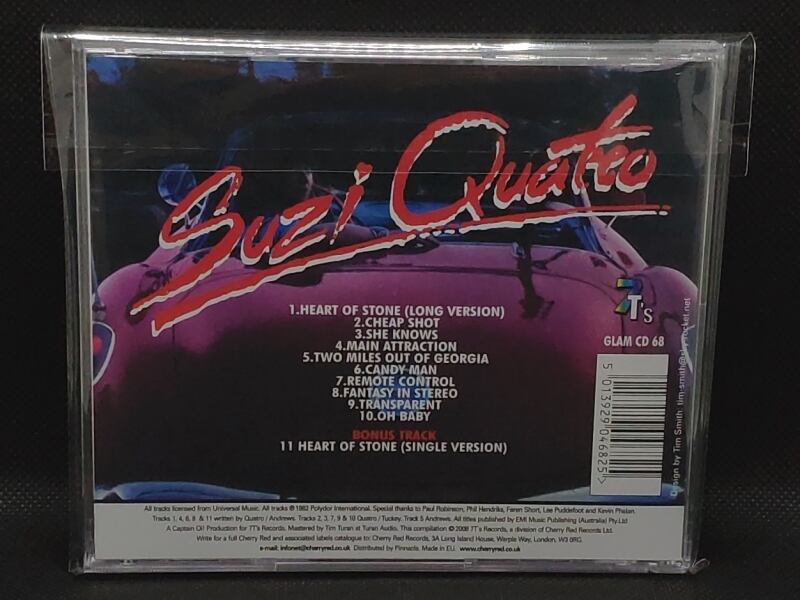 Suzi Quatro
1.HEART OF STONE (LONG VERSION)
2.CHEAP SHOT
3.SHE KNOWS
4.MAIN ATTRACTION
5.TWO MILES OUT OF GEORGIA
6.CANDY MAN
7.REMOTE CONTROL
8.FANTASY IN STEREO
9.TRANSPARENT
10.OH BABY
BONUS TRACK
11 HEART OF STONE (SINGLE VERSION)
7T's
GLAM CD 68
5 013929 046825
Design by Tim Smith: tim-smith@skyrocket.net
All tracks licensed from Universal Music. All tracks ℗ 1982 Polydor International. Special thanks to Paul Robinson, Phil Hendriks, Faren Short, Lee Puddefoot and Kevin Phelan.
Tracks 1, 4, 6, 8 & 11 written by Quatro / Andrews. Tracks 2, 3, 7, 9 & 10 Quatro / Tuckey. Track 5 Andrews. All titles published by EMI Music Publishing (Australia) Pty.Ltd
A Captain Oi! Production for 7T's Records. Mastered by Tim Turan at Turan Audio. This compilation © 2008 7T's Records, a division of Cherry Red Records Ltd.
Write for a full Cherry Red and associated labels catalogue to: Cherry Red Records, 3A Long Island House, Warple Way, London, W3 0RG.
e-mail: infonet@cherryred.co.uk Distributed by Pinnacle. Made in EU. www.cherryred.co.uk